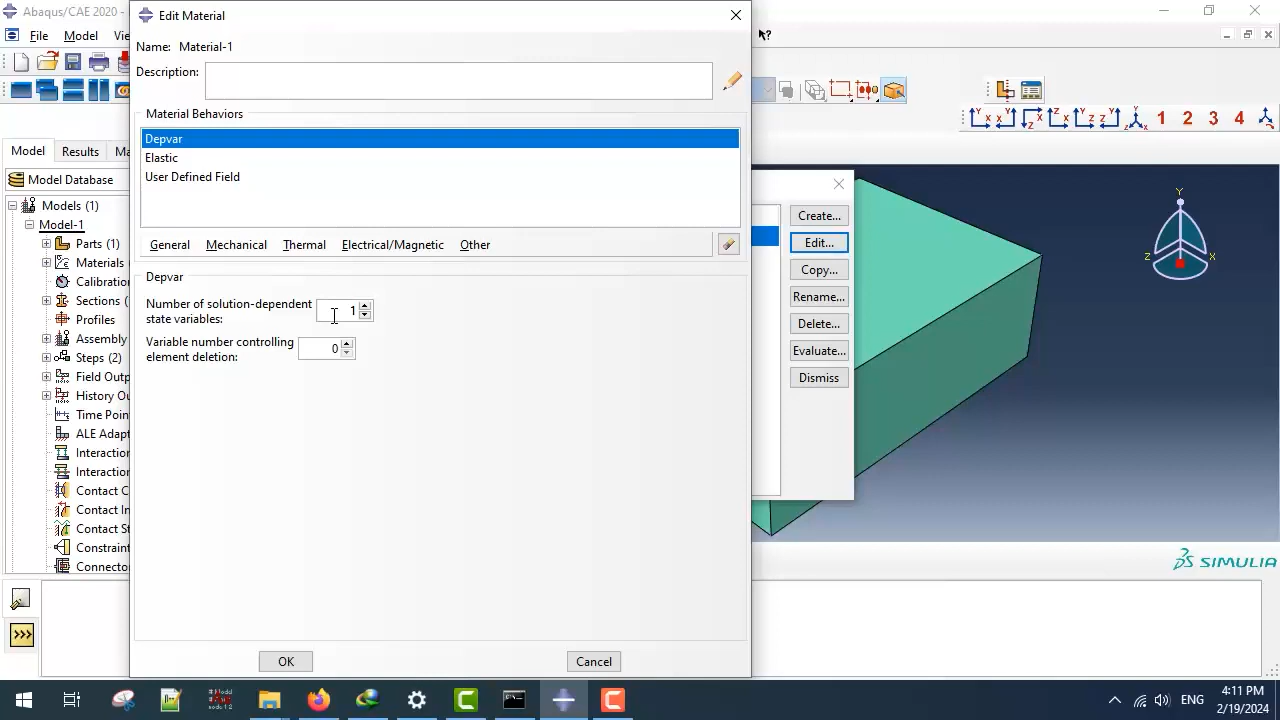 Abaqus/CAE 2020 -
Edit Material
File Model Vie
Name: Material-1
Description:
Material Behaviors
Depvar
Elastic
User Defined Field
General Mechanical Thermal Electrical/Magnetic Other
Depvar
Number of solution-dependent
state variables:
1
Variable number controlling
element deletion:
0
OK
Cancel
Create...
Edit...
Copy...
Rename...
Delete...
Evaluate...
Dismiss
Model Results Ma
Model Database
Models (1)
Model-1
Parts (1)
Materials
Calibration
Sections (
Profiles
Assembly
Steps (2)
Field Outp
History Ou
Time Poin
ALE Adapt
Interaction
Interaction
Contact C
Contact In
Contact St
Constraint
Connector
1 2 3 4
Y
Z
X
SIMULIA
ENG
4:11 PM
2/19/2024